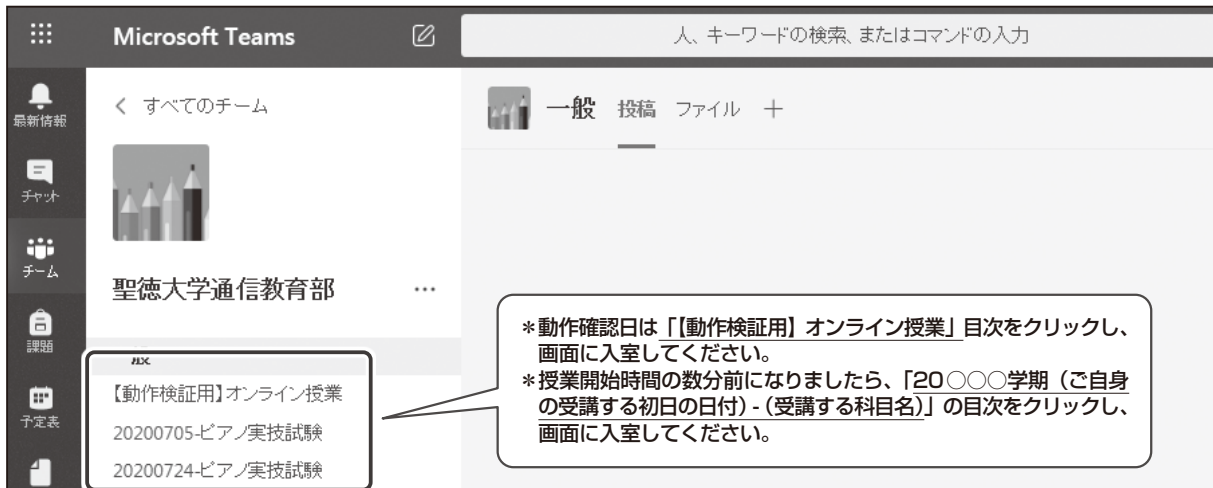 Microsoft Teams
人、キーワードの検索、またはコマンドの入力
最新情報
チャット
チーム
課題
予定表
< すべてのチーム
聖徳大学通信教育部 …
【動作検証用】オンライン授業
20200705-ピアノ実技試験
20200724-ピアノ実技試験
一般 投稿 ファイル +
*動作確認日は「【動作検証用】オンライン授業」目次をクリックし、
画面に入室してください。
*授業開始時間の数分前になりましたら、「20○○○学期(ご自身
の受講する初日の日付)-(受講する科目名)」の目次をクリックし、
画面に入室してください。